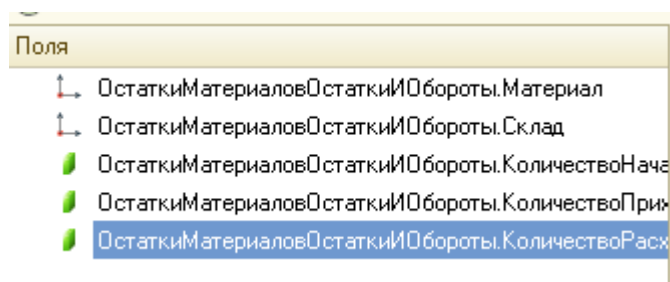 Поля
ОстаткиМатериаловОстаткиИОбороты.Материал
ОстаткиМатериаловОстаткиИОбороты.Склад
ОстаткиМатериаловОстаткиИОбороты.КоличествоНача
ОстаткиМатериаловОстаткиИОбороты.КоличествоПрих
ОстаткиМатериаловОстаткиИОбороты.КоличествоРасх